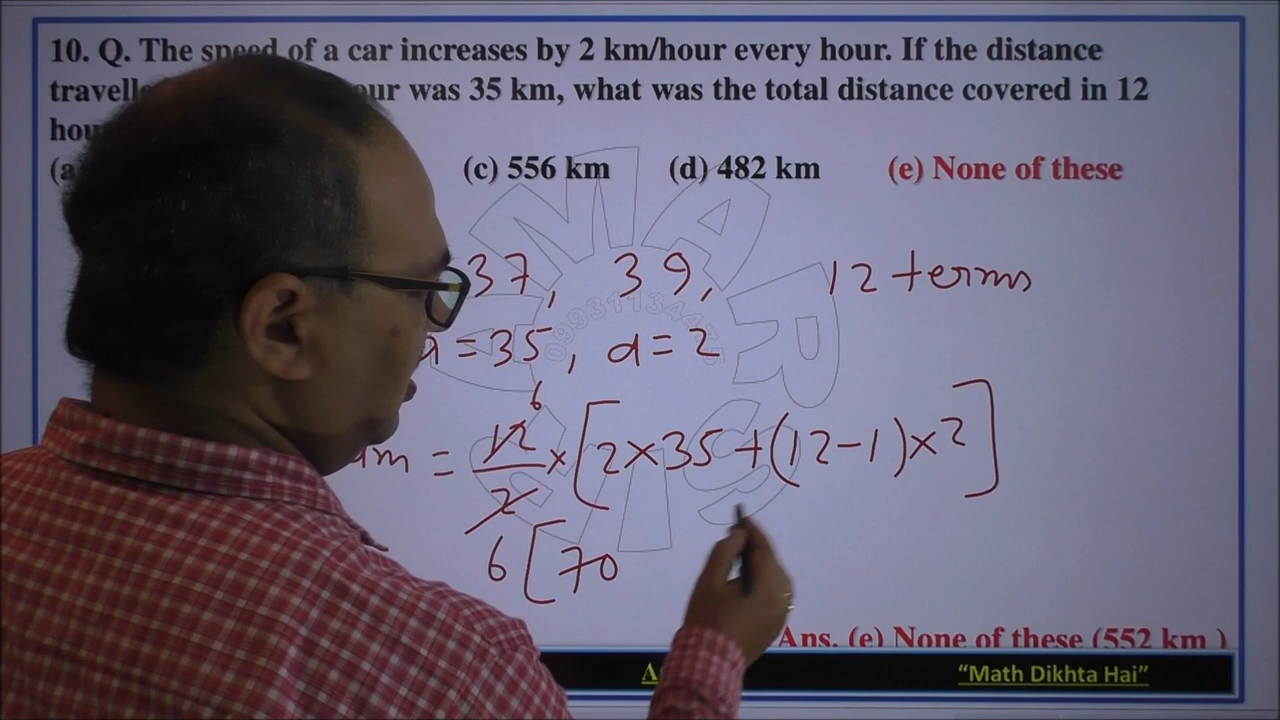 10. Q. The speed of a car increases by 2 km/hour every hour. If the distance
was 35 km, what was the total distance covered in 12
(c) 556 km (d) 482 km (e) None of these
37, 39, 12 terms
a = 35, d = 2
6
= 12/2 × [2×35+(12-1)×2]
6[70
Ans. (e) None of these (552 km )
“Math Dikhta Hai”